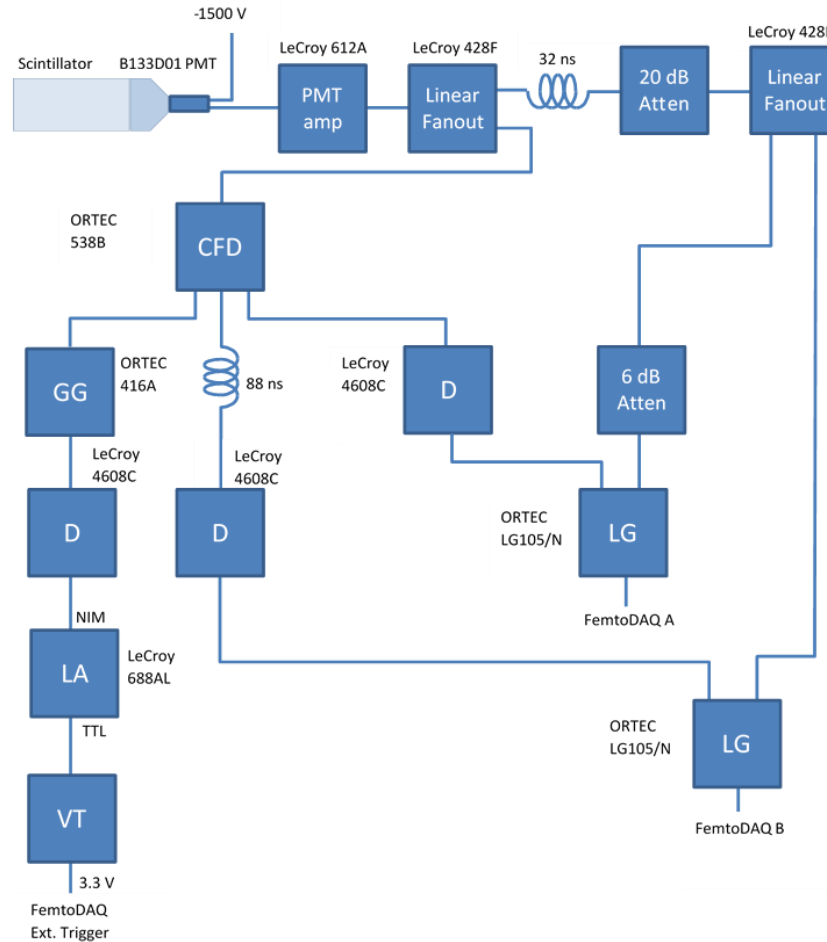 -1500 V
Scintillator
B133D01 PMT
LeCroy 612A
LeCroy 428F
32 ns
LeCroy 428F
PMT
amp
Linear
Fanout
20 dB
Atten
Linear
Fanout
ORTEC
538B
CFD
GG
ORTEC
416A
88 ns
LeCroy
4608C
D
6 dB
Atten
LeCroy
4608C
D
LeCroy
4608C
D
ORTEC
LG105/N
LG
FemtoDAQ A
NIM
LA
LeCroy
688AL
TTL
ORTEC
LG105/N
LG
FemtoDAQ B
VT
3.3 V
FemtoDAQ
Ext. Trigger